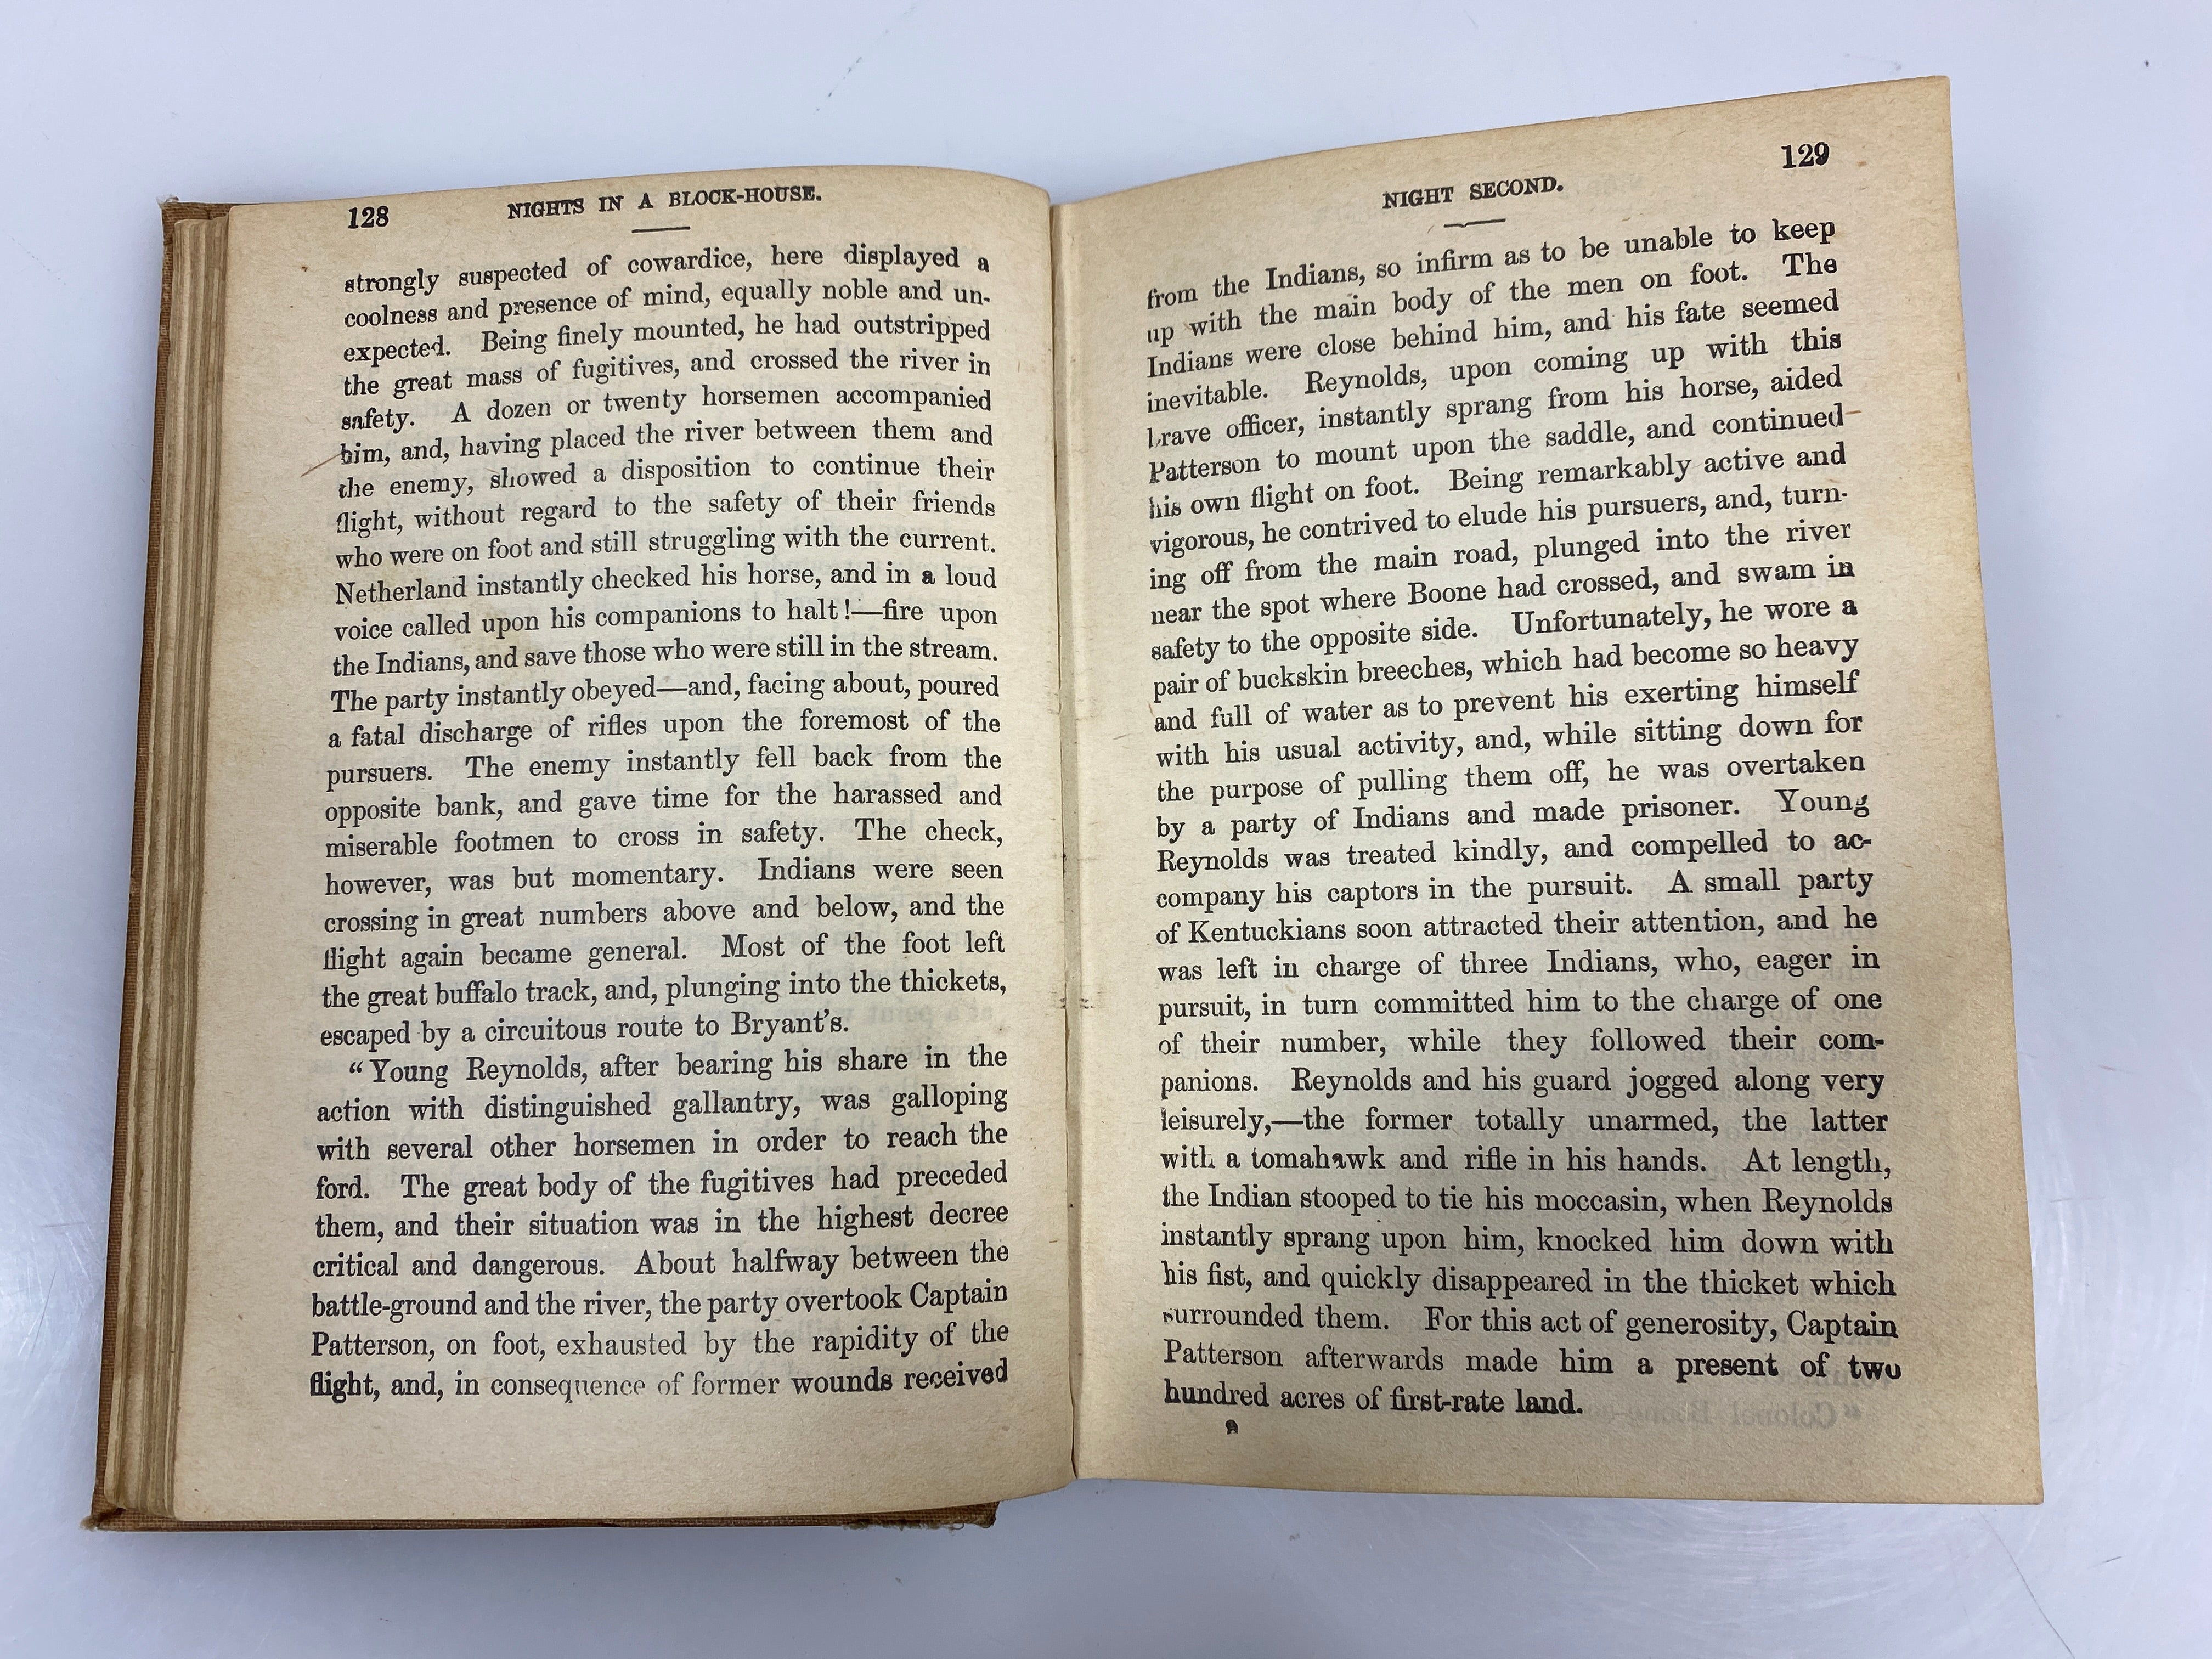 128
NIGHTS IN A BLOCK-HOUSE.
strongly suspected of cowardice, here displayed a
coolness and presence of mind, equally noble and un-
expected. Being finely mounted, he had outstripped
the great mass of fugitives, and crossed the river in
safety. A dozen or twenty horsemen accompanied
him, and, having placed the river between them and
the enemy, showed a disposition to continue their
flight, without regard to the safety of their friends
who were on foot and still struggling with the current.
Netherland instantly checked his horse, and in a loud
voice called upon his companions to halt!—fire upon
the Indians, and save those who were still in the stream.
The party instantly obeyed—and, facing about, poured
a fatal discharge of rifles upon the foremost of the
pursuers. The enemy instantly fell back from the
opposite bank, and gave time for the harassed and
miserable footmen to cross in safety. The check,
however, was but momentary. Indians were seen
crossing in great numbers above and below, and the
flight again became general. Most of the foot left
the great buffalo track, and, plunging into the thickets,
escaped by a circuitous route to Bryant's.
"Young Reynolds, after bearing his share in the
action with distinguished gallantry, was galloping
with several other horsemen in order to reach the
ford. The great body of the fugitives had preceded
them, and their situation was in the highest decree
critical and dangerous. About halfway between the
battle-ground and the river, the party overtook Captain
Patterson, on foot, exhausted by the rapidity of the
flight, and, in consequence of former wounds received
NIGHT SECOND.
129
from the Indians, so infirm as to be unable to keep
up with the main body of the men on foot. The
Indians were close behind him, and his fate seemed
inevitable. Reynolds, upon coming up with this
brave officer, instantly sprang from his horse, aided
Patterson to mount upon the saddle, and continued
his own flight on foot. Being remarkably active and
vigorous, he contrived to elude his pursuers, and, turn-
ing off from the main road, plunged into the river
near the spot where Boone had crossed, and swam in
safety to the opposite side. Unfortunately, he wore a
pair of buckskin breeches, which had become so heavy
and full of water as to prevent his exerting himself
with his usual activity, and, while sitting down for
the purpose of pulling them off, he was overtaken
by a party of Indians and made prisoner. Young
Reynolds was treated kindly, and compelled to ac-
company his captors in the pursuit. A small party
of Kentuckians soon attracted their attention, and he
was left in charge of three Indians, who, eager in
pursuit, in turn committed him to the charge of one
of their number, while they followed their com-
panions. Reynolds and his guard jogged along very
leisurely,—the former totally unarmed, the latter
with a tomahawk and rifle in his hands. At length,
the Indian stooped to tie his moccasin, when Reynolds
instantly sprang upon him, knocked him down with
his fist, and quickly disappeared in the thicket which
surrounded them. For this act of generosity, Captain
Patterson afterwards made him a present of two
hundred acres of first-rate land.